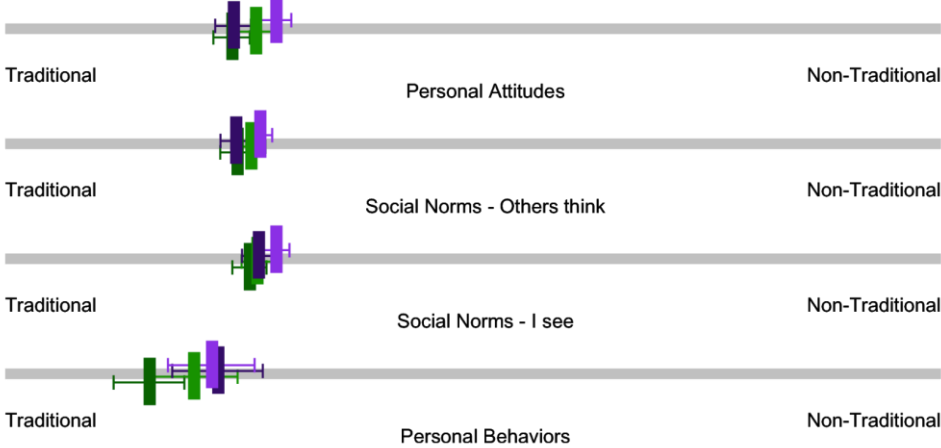 Traditional
Non-Traditional
Personal Attitudes
Traditional
Non-Traditional
Social Norms - Others think
Traditional
Non-Traditional
Social Norms - I see
Traditional
Non-Traditional
Personal Behaviors